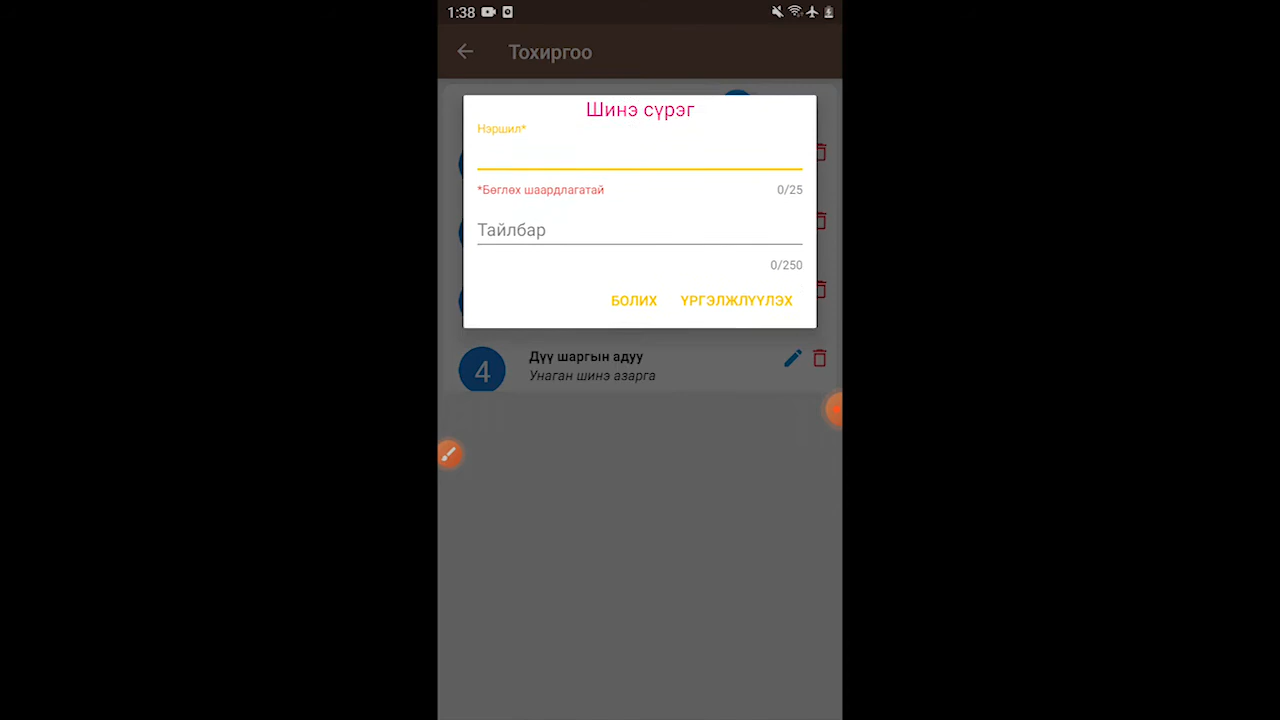 1:38
Тохиргоо
Шинэ сүрэг
Нэршил*
*Бөглөх шаардлагатай 0/25
Тайлбар
0/250
БОЛИХ ҮРГЭЛЖЛҮҮЛЭХ
4 Дүү шаргын адуу
Унаган шинэ азарга